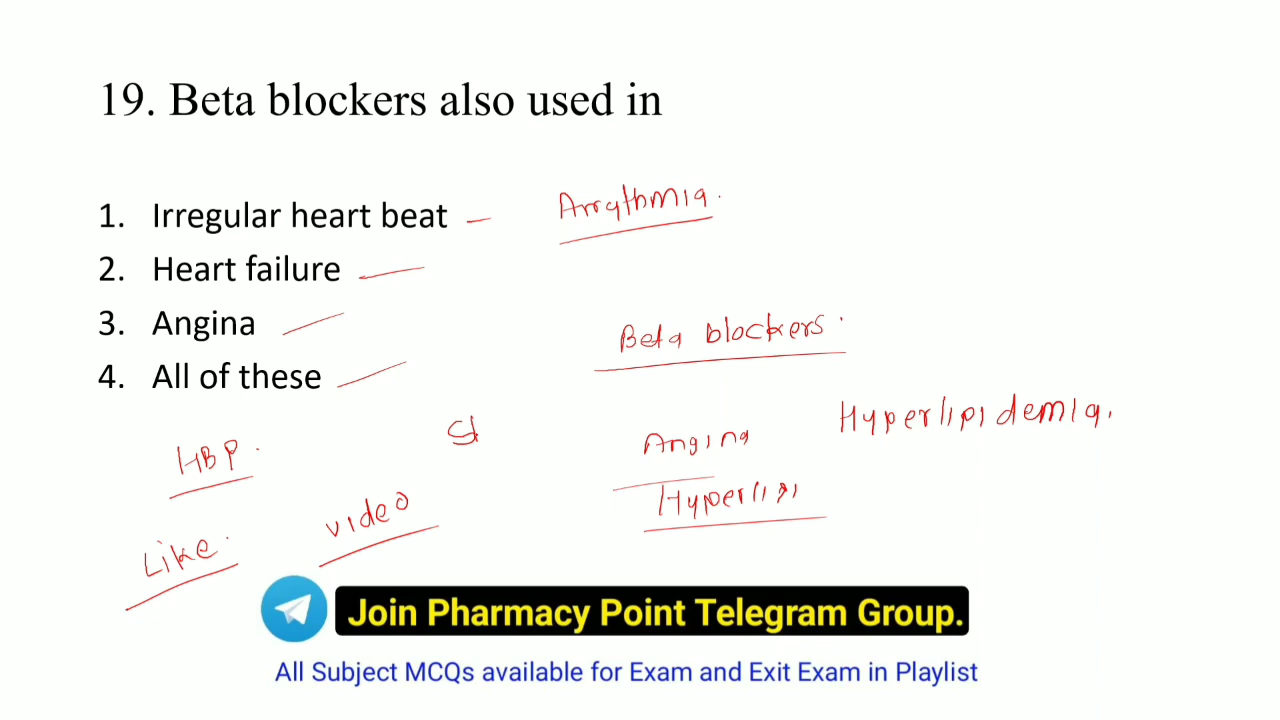 19. Beta blockers also used in
1. Irregular heart beat
Arrythmia.
2. Heart failure
3. Angina
Beta blockers.
4. All of these
Hyperlipidemia.
HBP.
Angina
Hyperlipi
video
Like.
Join Pharmacy Point Telegram Group.
All Subject MCQs available for Exam and Exit Exam in Playlist